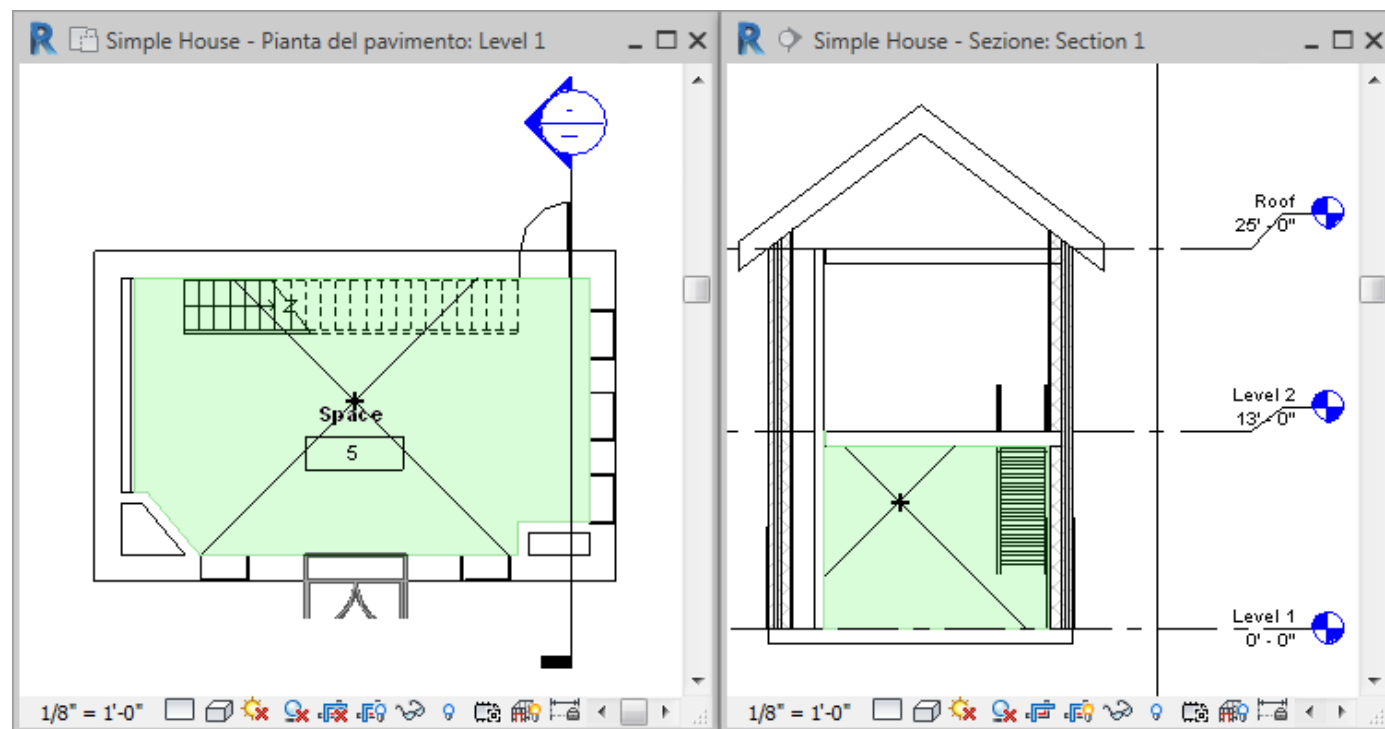 Simple House - Pianta del pavimento: Level 1
Space
5
1/8" = 1'-0"
Simple House - Sezione: Section 1
Roof
25' - 0"
Level 2
13' - 0"
Level 1
0' - 0"
1/8" = 1'-0"